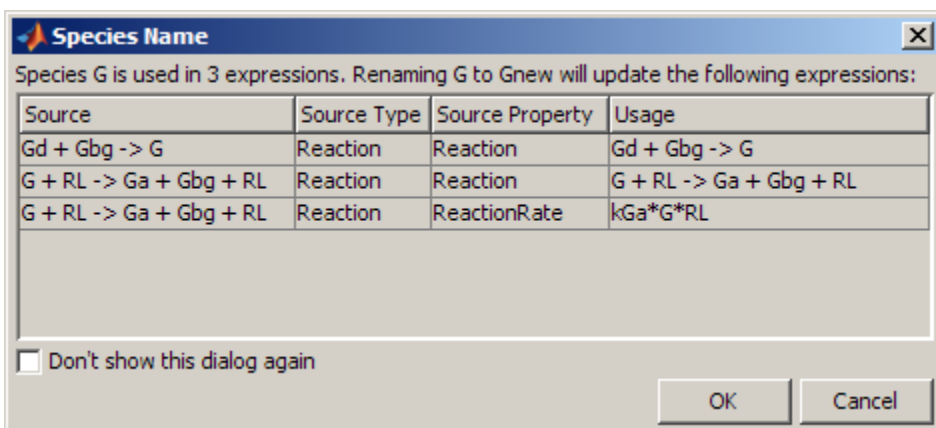 Species Name
Species G is used in 3 expressions. Renaming G to Gnew will update the following expressions:
Source Source Type Source Property Usage
Gd + Gbg -> G Reaction Reaction Gd + Gbg -> G
G + RL -> Ga + Gbg + RL Reaction Reaction G + RL -> Ga + Gbg + RL
G + RL -> Ga + Gbg + RL Reaction ReactionRate kGa*G*RL
Don't show this dialog again
OK Cancel